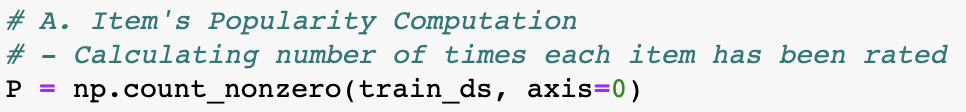 # A. Item's Popularity Computation
# - Calculating number of times each item has been rated
P = np.count_nonzero(train_ds, axis=0)